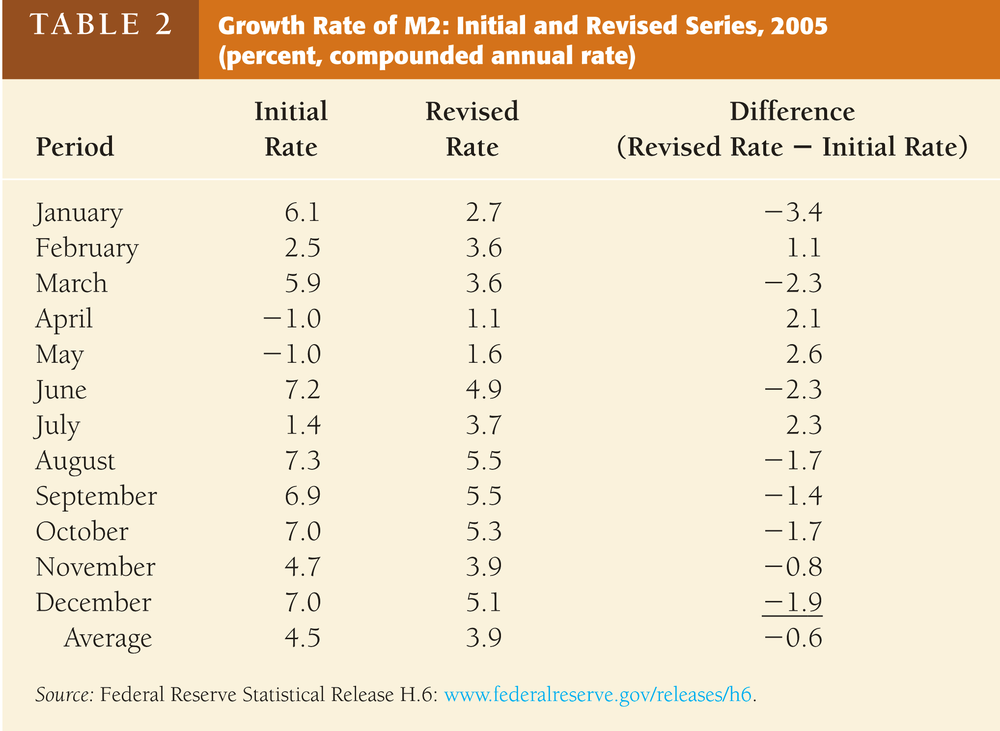 TABLE 2
Growth Rate of M2: Initial and Revised Series, 2005
(percent, compounded annual rate)
Initial Revised Difference
Period Rate Rate (Revised Rate − Initial Rate)
January 6.1 2.7 −3.4
February 2.5 3.6 1.1
March 5.9 3.6 −2.3
April −1.0 1.1 2.1
May −1.0 1.6 2.6
June 7.2 4.9 −2.3
July 1.4 3.7 2.3
August 7.3 5.5 −1.7
September 6.9 5.5 −1.4
October 7.0 5.3 −1.7
November 4.7 3.9 −0.8
December 7.0 5.1 −1.9
Average 4.5 3.9 −0.6
Source: Federal Reserve Statistical Release H.6: www.federalreserve.gov/releases/h6.